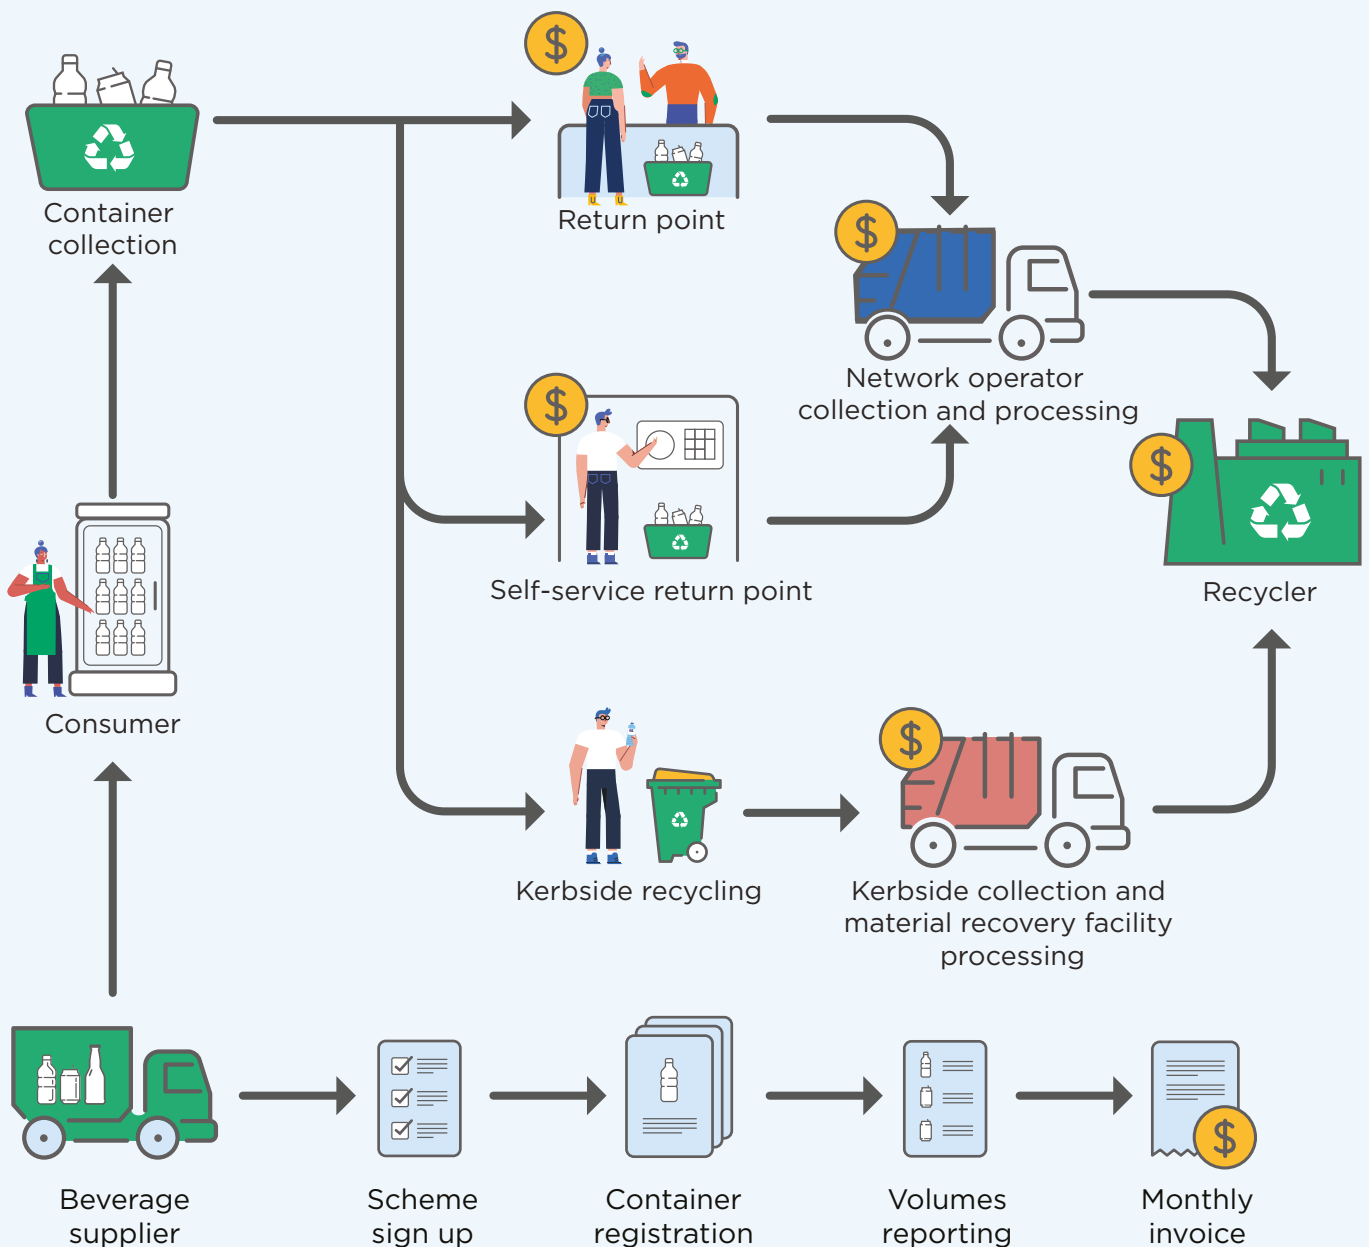 $
Container
collection
Return point
$
$
Network operator
collection and processing
$
Self-service return point
Recycler
Consumer
$
Kerbside recycling
Kerbside collection and
material recovery facility
processing
Beverage
supplier
Scheme
sign up
Container
registration
Volumes
reporting
$
Monthly
invoice